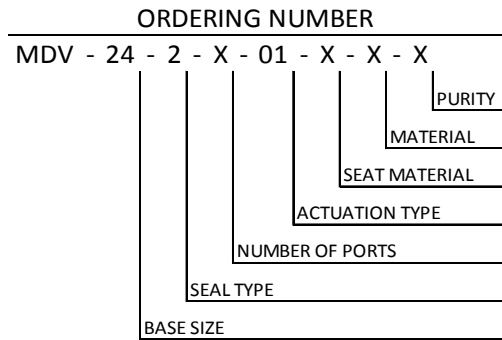 ORDERING NUMBER
MDV - 24 - 2 - X - 01 - X - X - X
PURITY
MATERIAL
SEAT MATERIAL
ACTUATION TYPE
NUMBER OF PORTS
SEAL TYPE
BASE SIZE